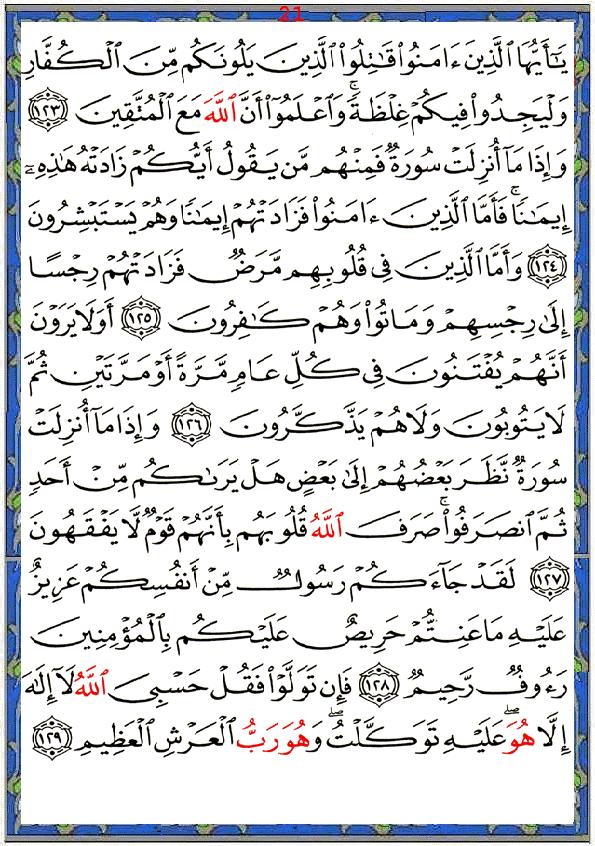 21
يَٰٓأَيُّهَا ٱلَّذِينَ ءَامَنُوا۟ قَٰتِلُوا۟ ٱلَّذِينَ يَلُونَكُم مِّنَ ٱلْكُفَّارِ
وَلْيَجِدُوا۟ فِيكُمْ غِلْظَةً ۚ وَٱعْلَمُوٓا۟ أَنَّ ٱللَّهَ مَعَ ٱلْمُتَّقِينَ ١٢٣
وَإِذَا مَآ أُنزِلَتْ سُورَةٌ فَمِنْهُم مَّن يَقُولُ أَيُّكُمْ زَادَتْهُ هَٰذِهِۦٓ
إِيمَٰنًا ۚ فَأَمَّا ٱلَّذِينَ ءَامَنُوا۟ فَزَادَتْهُمْ إِيمَٰنًا وَهُمْ يَسْتَبْشِرُونَ
١٢٤ وَأَمَّا ٱلَّذِينَ فِى قُلُوبِهِم مَّرَضٌ فَزَادَتْهُمْ رِجْسًا
إِلَىٰ رِجْسِهِمْ وَمَاتُوا۟ وَهُمْ كَٰفِرُونَ ١٢٥ أَوَلَا يَرَوْنَ
أَنَّهُمْ يُفْتَنُونَ فِى كُلِّ عَامٍ مَّرَّةً أَوْ مَرَّتَيْنِ ثُمَّ
لَا يَتُوبُونَ وَلَا هُمْ يَذَّكَّرُونَ ١٢٦ وَإِذَا مَآ أُنزِلَتْ
سُورَةٌ نَّظَرَ بَعْضُهُمْ إِلَىٰ بَعْضٍ هَلْ يَرَىٰكُم مِّنْ أَحَدٍ
ثُمَّ ٱنصَرَفُوا۟ ۚ صَرَفَ ٱللَّهُ قُلُوبَهُم بِأَنَّهُمْ قَوْمٌ لَّا يَفْقَهُونَ
١٢٧ لَقَدْ جَآءَكُمْ رَسُولٌ مِّنْ أَنفُسِكُمْ عَزِيزٌ
عَلَيْهِ مَا عَنِتُّمْ حَرِيصٌ عَلَيْكُم بِٱلْمُؤْمِنِينَ
رَءُوفٌ رَّحِيمٌ ١٢٨ فَإِن تَوَلَّوْا۟ فَقُلْ حَسْبِىَ ٱللَّهُ لَآ إِلَٰهَ
إِلَّا هُوَ ۖ عَلَيْهِ تَوَكَّلْتُ ۖ وَهُوَ رَبُّ ٱلْعَرْشِ ٱلْعَظِيمِ ١٢٩